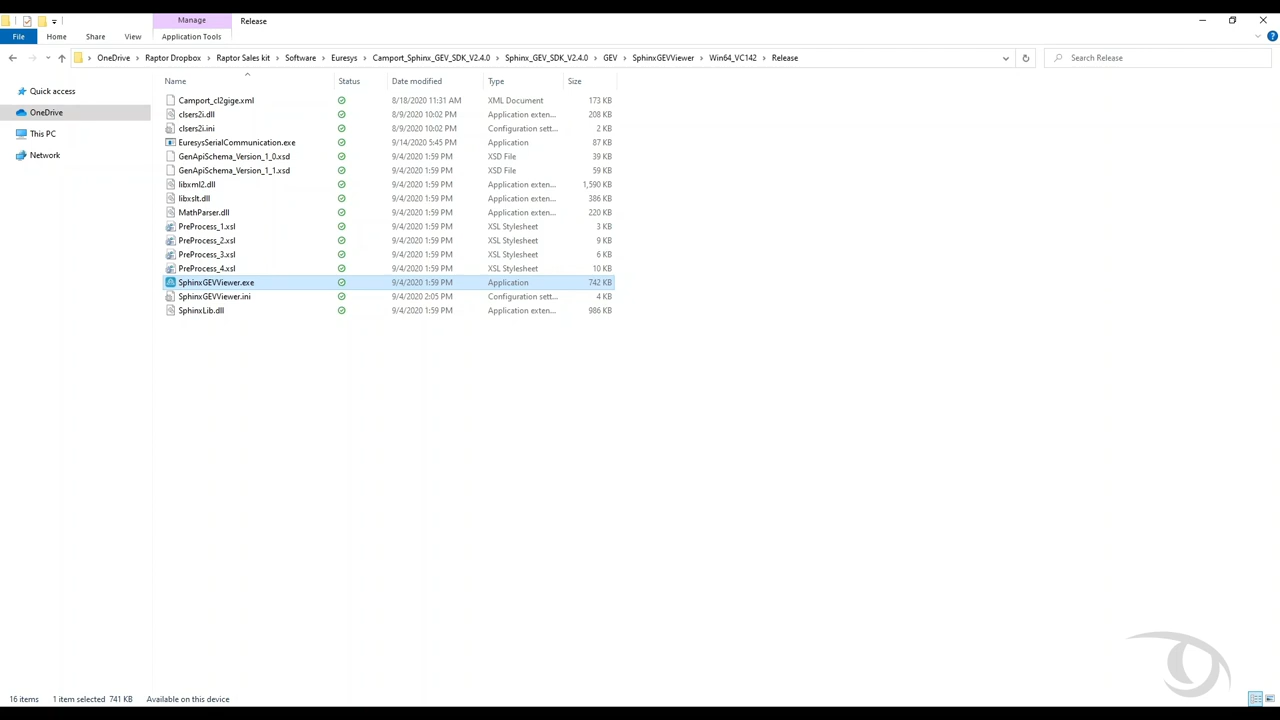 Manage Release
File Home Share View Application Tools
OneDrive Raptor Dropbox Raptor Sales kit Software Euresys Camport_Sphinx_GEV_SDK_V2.4.0 Sphinx_GEV_SDK_V2.4.0 GEV SphinxGEVViewer Win64_VC142 Release Search Release
Name Status Date modified Type Size
Quick access
OneDrive
This PC
Network
Camport_cl2gige.xml 8/18/2020 11:31 AM XML Document 173 KB
clsers2i.dll 8/9/2020 10:02 PM Application exten... 208 KB
clsers2i.ini 8/9/2020 10:02 PM Configuration sett... 2 KB
EuresysSerialCommunication.exe 9/14/2020 5:45 PM Application 87 KB
GenApiSchema_Version_1_0.xsd 9/4/2020 1:59 PM XSD File 39 KB
GenApiSchema_Version_1_1.xsd 9/4/2020 1:59 PM XSD File 59 KB
libxml2.dll 9/4/2020 1:59 PM Application exten... 1,590 KB
libxslt.dll 9/4/2020 1:59 PM Application exten... 386 KB
MathParser.dll 9/4/2020 1:59 PM Application exten... 220 KB
PreProcess_1.xsl 9/4/2020 1:59 PM XSL Stylesheet 3 KB
PreProcess_2.xsl 9/4/2020 1:59 PM XSL Stylesheet 9 KB
PreProcess_3.xsl 9/4/2020 1:59 PM XSL Stylesheet 6 KB
PreProcess_4.xsl 9/4/2020 1:59 PM XSL Stylesheet 10 KB
SphinxGEVViewer.exe 9/4/2020 1:59 PM Application 742 KB
SphinxGEVViewer.ini 9/4/2020 2:05 PM Configuration sett... 4 KB
SphinxLib.dll 9/4/2020 1:59 PM Application exten... 986 KB
16 items 1 item selected 741 KB Available on this device